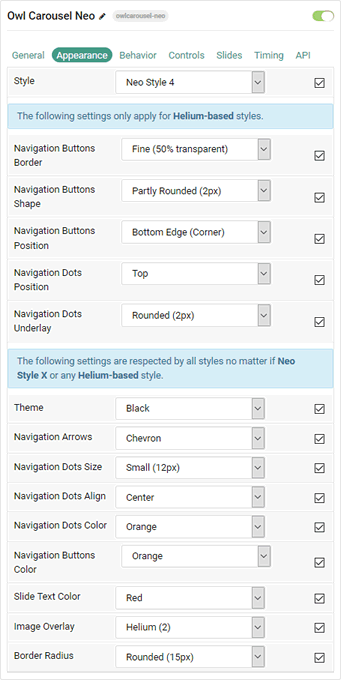 Owl Carousel Neo owlcarousel-neo
General Appearance Behavior Controls Slides Timing API
Style Neo Style 4
The following settings only apply for Helium-based styles.
Navigation Buttons Fine (50% transparent)
Border
Navigation Buttons Partly Rounded (2px)
Shape
Navigation Buttons Bottom Edge (Corner)
Position
Navigation Dots Top
Position
Navigation Dots Rounded (2px)
Underlay
The following settings are respected by all styles no matter if Neo
Style X or any Helium-based style.
Theme Black
Navigation Arrows Chevron
Navigation Dots Size Small (12px)
Navigation Dots Align Center
Navigation Dots Color Orange
Navigation Buttons Orange
Color
Slide Text Color Red
Image Overlay Helium (2)
Border Radius Rounded (15px)